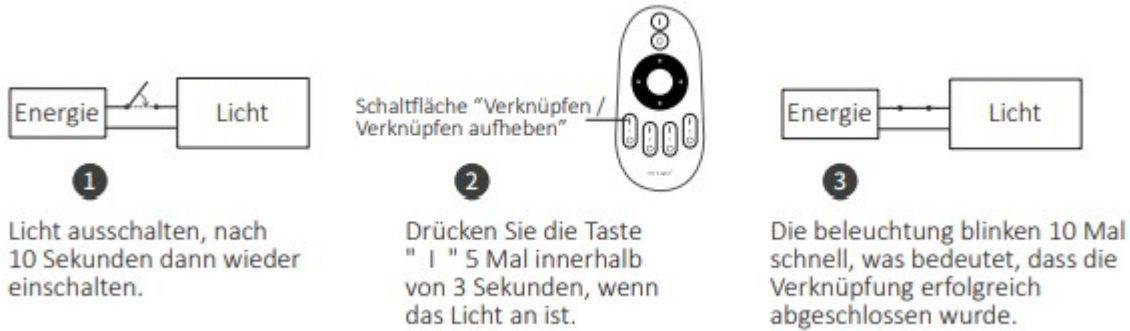 Energie
Licht
1
Licht ausschalten, nach
10 Sekunden dann wieder
einschalten.
Schaltfläche “Verknüpfen /
Verknüpfen aufheben”
2
Drücken Sie die Taste
" I " 5 Mal innerhalb
von 3 Sekunden, wenn
das Licht an ist.
Energie
Licht
3
Die beleuchtung blinken 10 Mal
schnell, was bedeutet, dass die
Verknüpfung erfolgreich
abgeschlossen wurde.